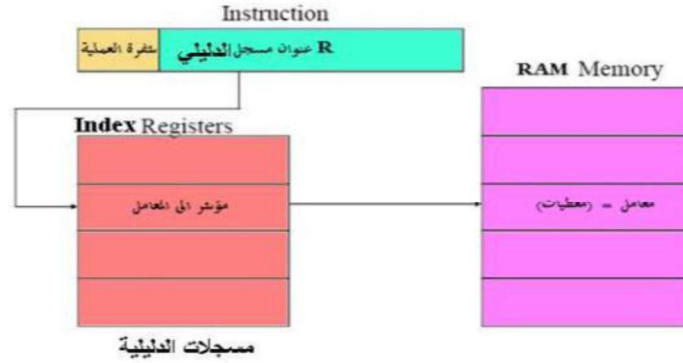 Instruction
شفرة العملية
عنوان مسجل الدليلي R
RAM Memory
Index Registers
مؤشر الى المعامل
معامل = (معطيات)
مسجلات الدليلية